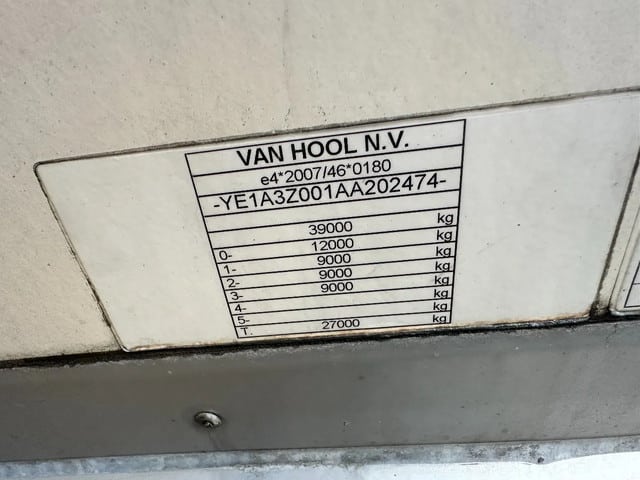 VAN HOOL N.V.
e4*2007/46*0180
-YE1A3Z001AA202474-
39000 kg
0- 12000 kg
1- 9000 kg
2- 9000 kg
3- 9000 kg
4- kg
5- kg
T. 27000 kg